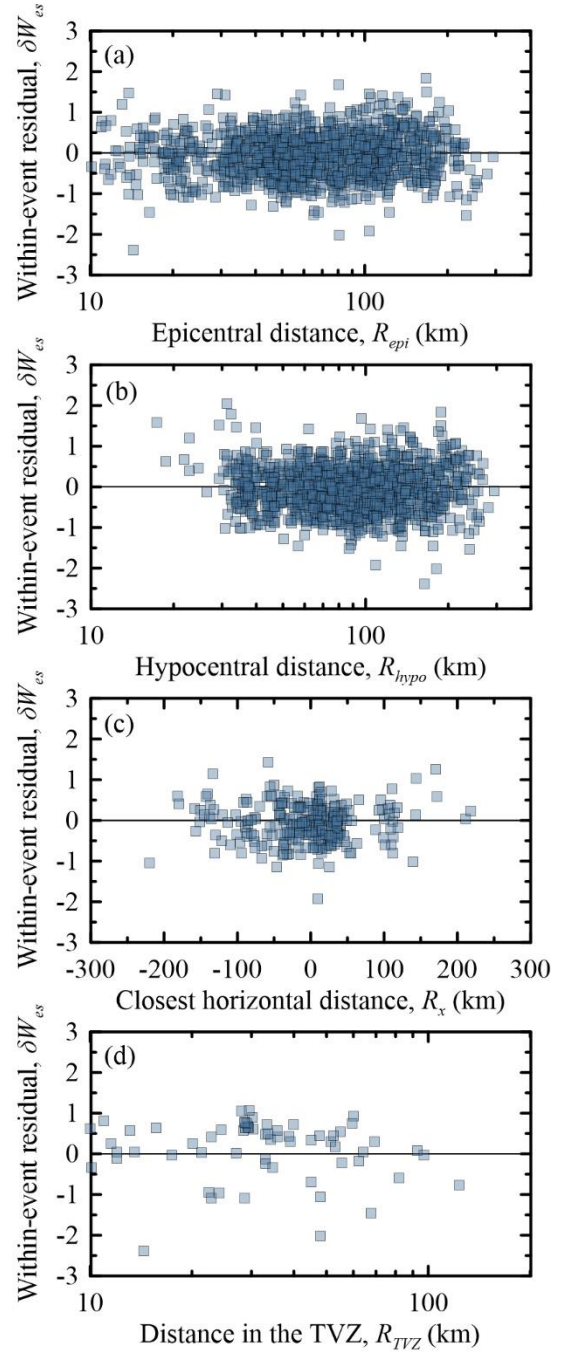 3
2
1
0
-1
-2
-3
Within-event residual, δWes
(a)
10
100
Epicentral distance, Repi (km)
3
2
1
0
-1
-2
-3
Within-event residual, δWes
(b)
10
100
Hypocentral distance, Rhypo (km)
3
2
1
0
-1
-2
-3
Within-event residual, δWes
(c)
-300 -200 -100 0 100 200 300
Closest horizontal distance, Rx (km)
3
2
1
0
-1
-2
-3
Within-event residual, δWes
(d)
10
100
Distance in the TVZ, RTVZ (km)